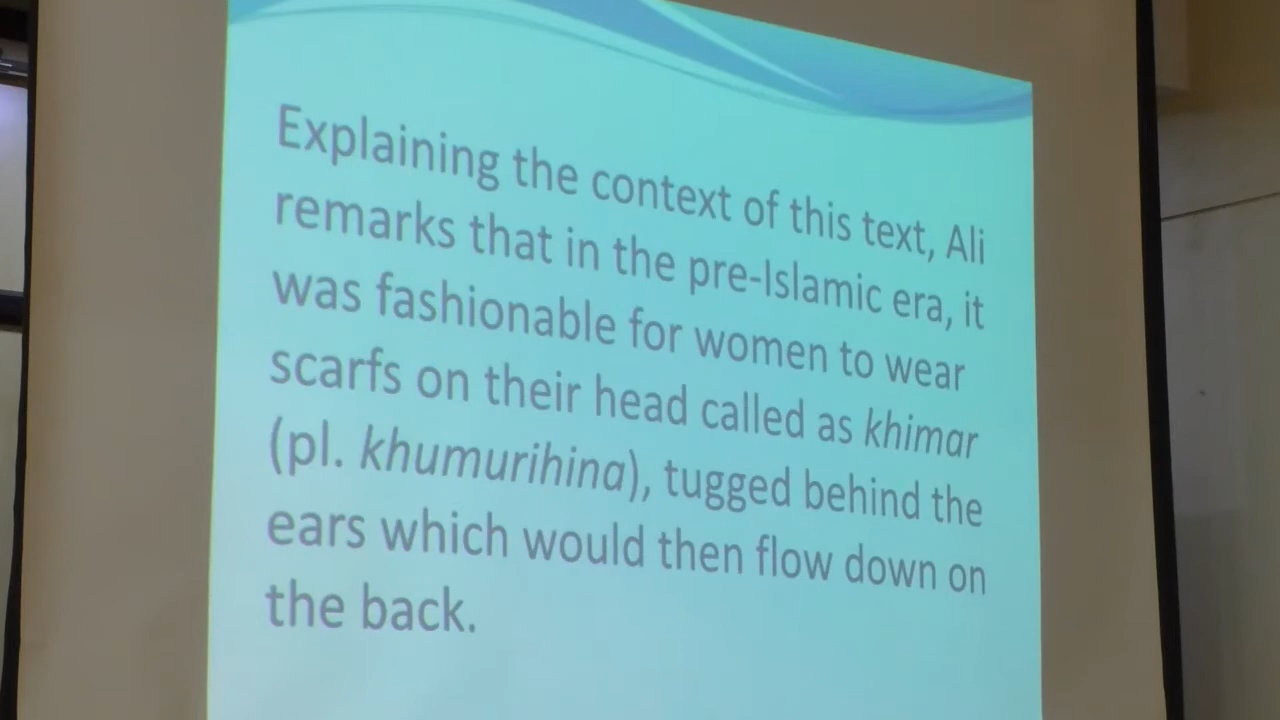 Explaining the context of this text, Ali
remarks that in the pre-Islamic era, it
was fashionable for women to wear
scarfs on their head called as khimar
(pl. khumurihina), tugged behind the
ears which would then flow down on
the back.